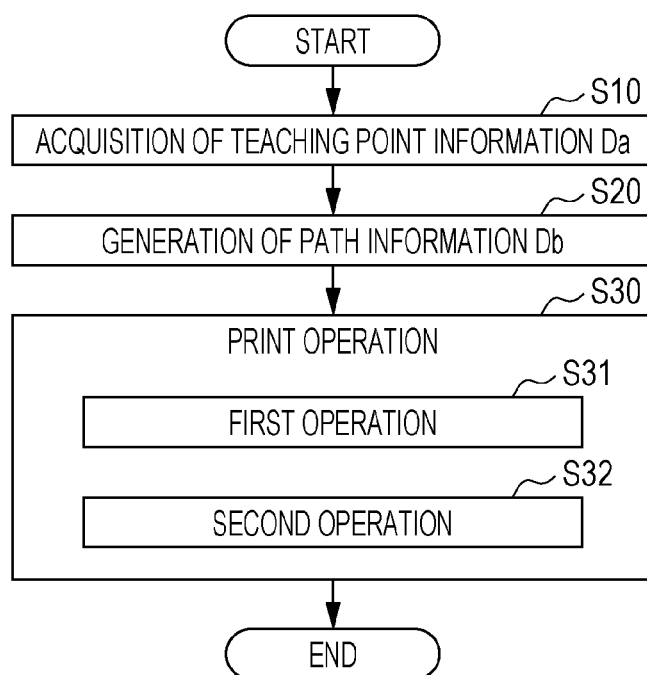 START
S10
ACQUISITION OF TEACHING POINT INFORMATION Da
S20
GENERATION OF PATH INFORMATION Db
S30
PRINT OPERATION
S31
FIRST OPERATION
S32
SECOND OPERATION
END